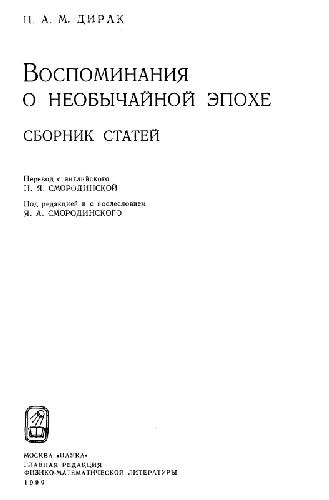 П. А. М. ДИРАК
ВОСПОМИНАНИЯ
О НЕОБЫЧАЙНОЙ ЭПОХЕ
СБОРНИК СТАТЕЙ
Перевод с английского
Н. Я. СМОРОДИНСКОЙ
Под редакцией и с послесловием
Я. А. СМОРОДИНСКОГО
МОСКВА «НАУКА»
ГЛАВНАЯ РЕДАКЦИЯ
ФИЗИКО-МАТЕМАТИЧЕСКОЙ ЛИТЕРАТУРЫ